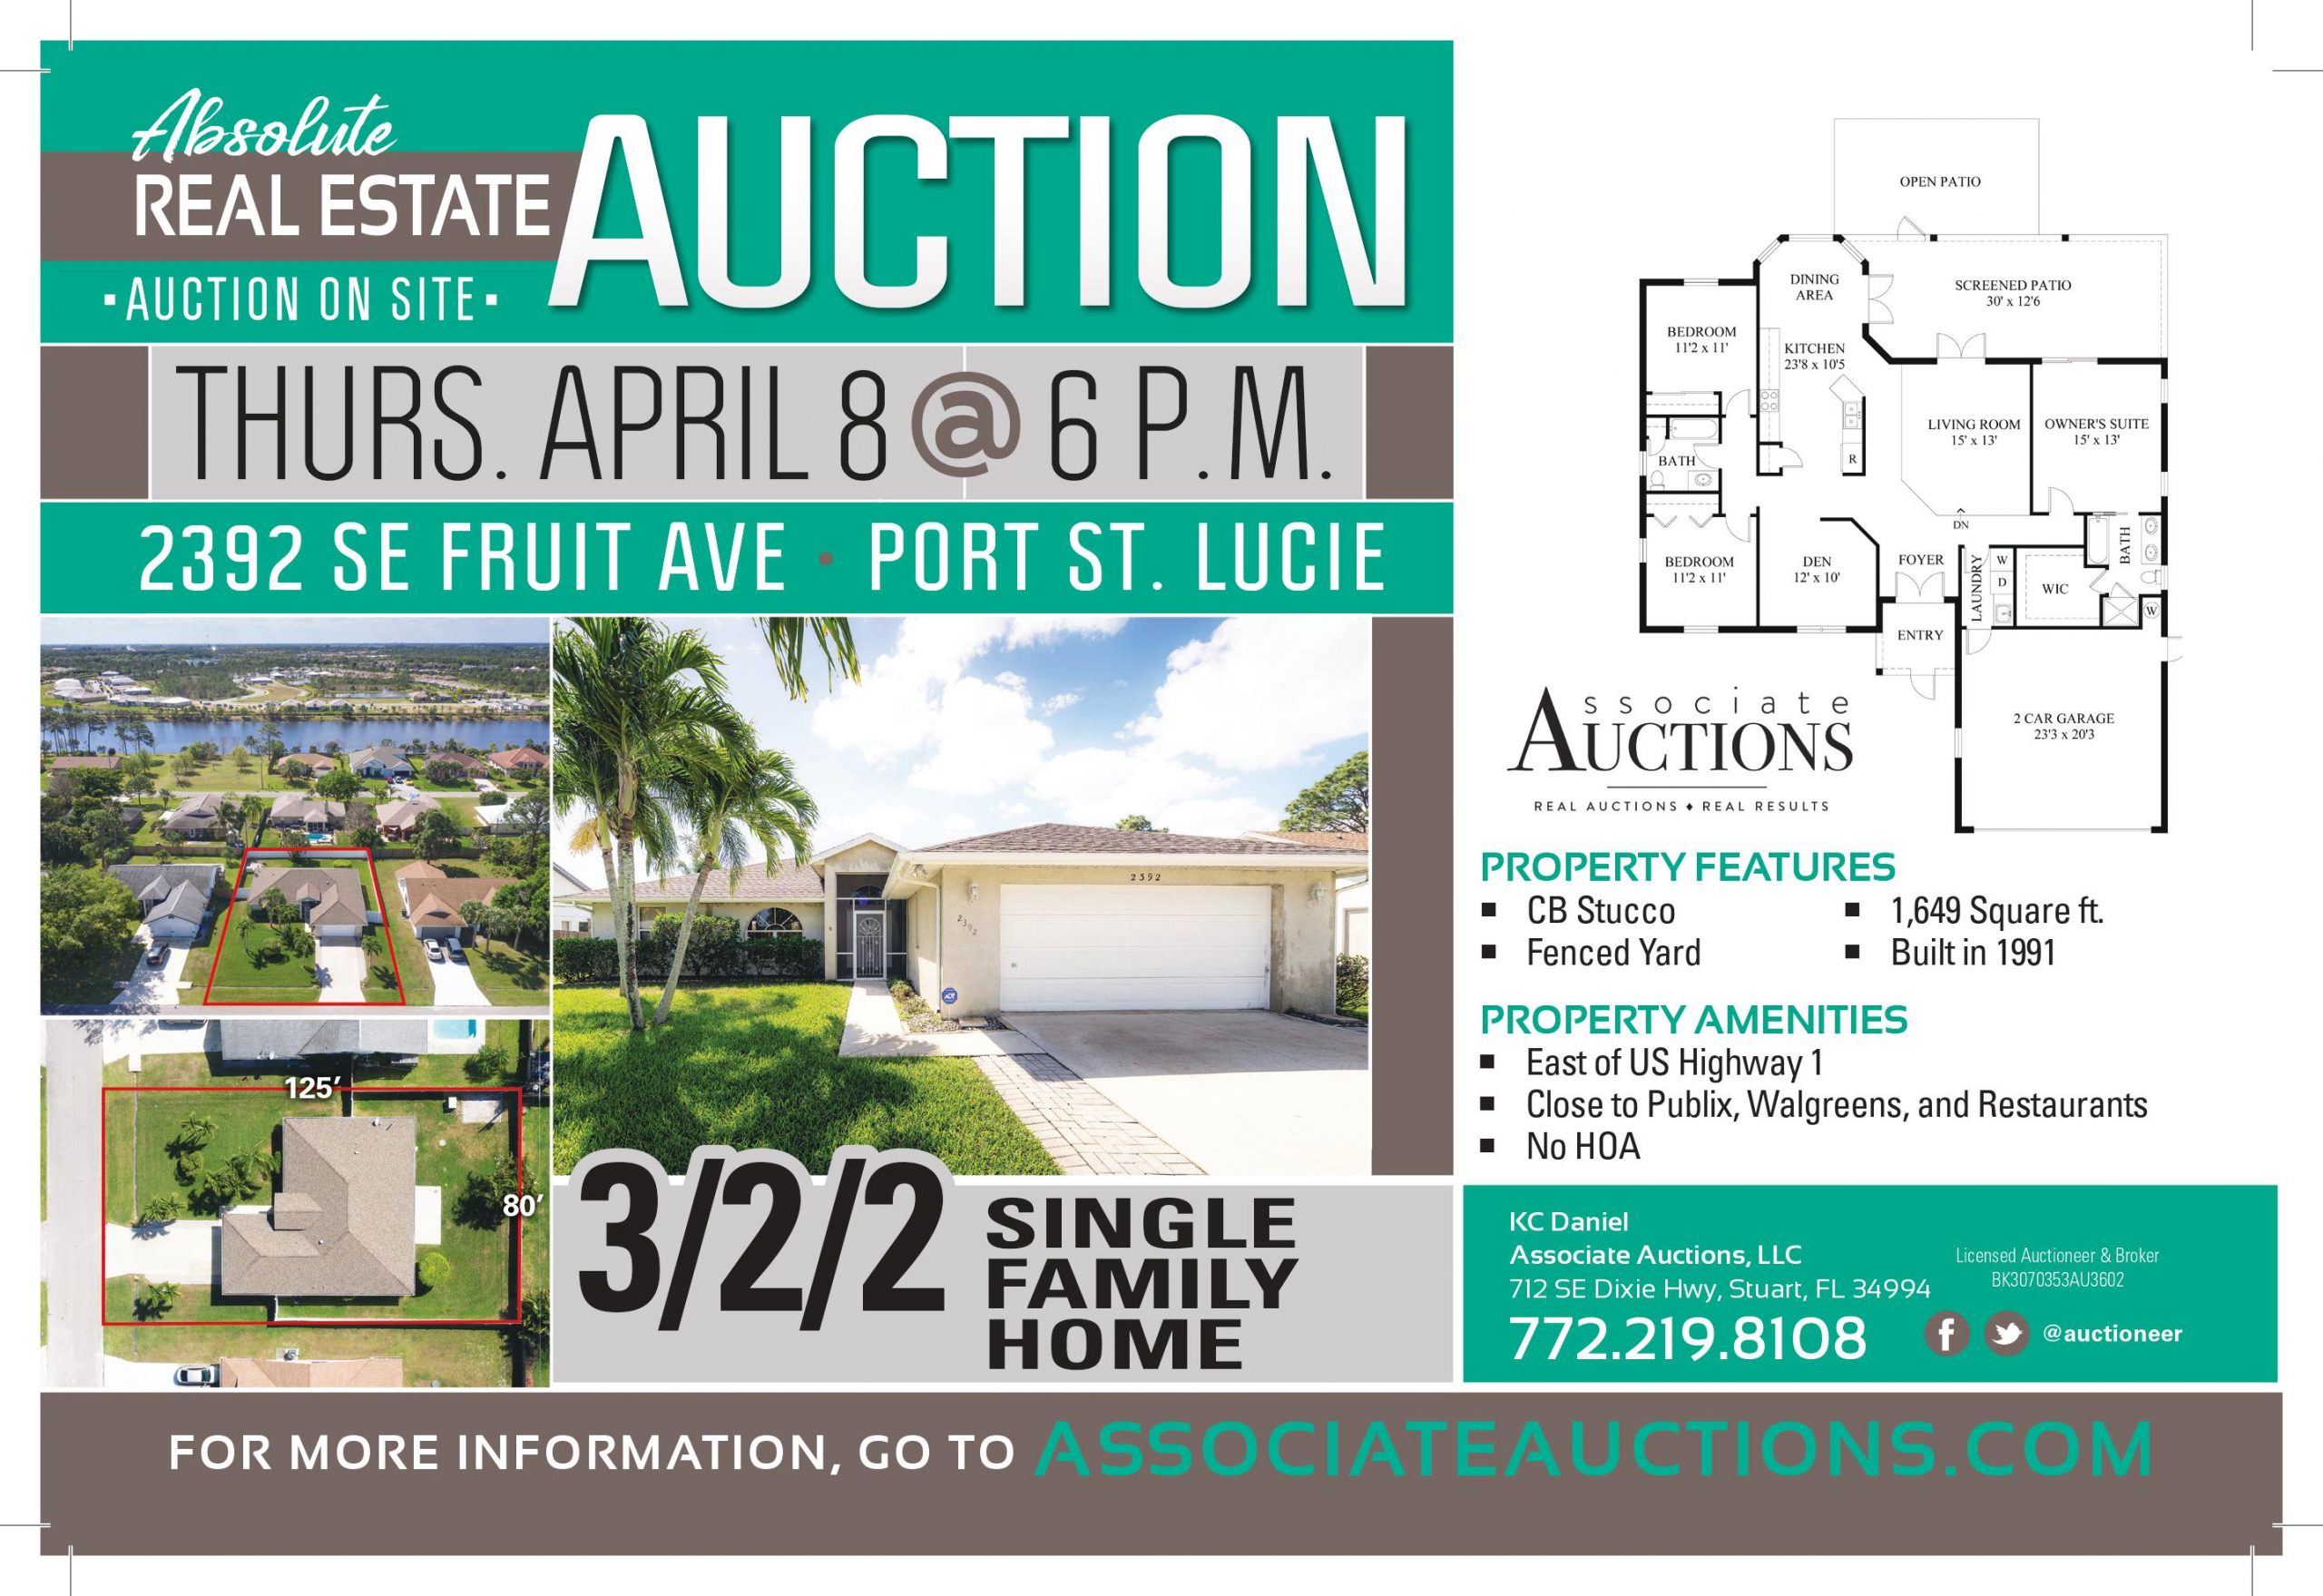 Absolute
REAL ESTATE
AUCTION
▪ AUCTION ON SITE ▪
THURS. APRIL 8 @ 6 P.M.
2392 SE FRUIT AVE • PORT ST. LUCIE
2392
2392
ADT
125′
80′
3/2/2
SINGLE
FAMILY
HOME
OPEN PATIO
DINING
AREA
SCREENED PATIO
30' x 12'6
BEDROOM
11'2 x 11'
KITCHEN
23'8 x 10'5
LIVING ROOM
15' x 13'
OWNER'S SUITE
15' x 13'
BATH
R
DN
BEDROOM
11'2 x 11'
DEN
12' x 10'
FOYER
LAUNDRY
W
D
WIC
BATH
W
ENTRY
2 CAR GARAGE
23'3 x 20'3
Associate
AUCTIONS
REAL AUCTIONS ♦ REAL RESULTS
PROPERTY FEATURES
▪ CB Stucco
▪ Fenced Yard
▪ 1,649 Square ft.
▪ Built in 1991
PROPERTY AMENITIES
▪ East of US Highway 1
▪ Close to Publix, Walgreens, and Restaurants
▪ No HOA
KC Daniel
Associate Auctions, LLC
712 SE Dixie Hwy, Stuart, FL 34994
772.219.8108
Licensed Auctioneer & Broker
BK3070353AU3602
f
@auctioneer
FOR MORE INFORMATION, GO TO ASSOCIATEAUCTIONS.COM